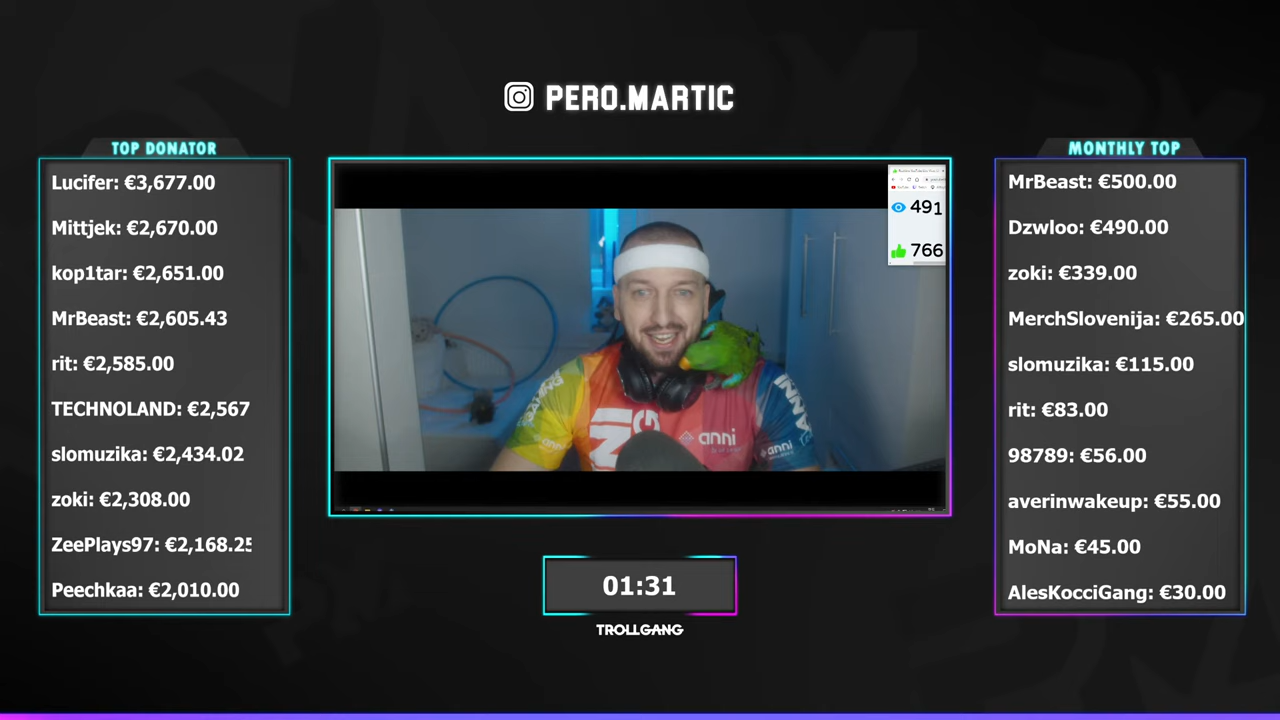 PERO.MARTIC
TOP DONATOR
Lucifer: €3,677.00
Mittjek: €2,670.00
kop1tar: €2,651.00
MrBeast: €2,605.43
rit: €2,585.00
TECHNOLAND: €2,567
slomuzika: €2,434.02
zoki: €2,308.00
ZeePlays97: €2,168.25
Peechkaa: €2,010.00
491
766
GAMING
anni
anni
01:31
TROLLGANG
MONTHLY TOP
MrBeast: €500.00
Dzwloo: €490.00
zoki: €339.00
MerchSlovenija: €265.00
slomuzika: €115.00
rit: €83.00
98789: €56.00
averinwakeup: €55.00
MoNa: €45.00
AlesKocciGang: €30.00